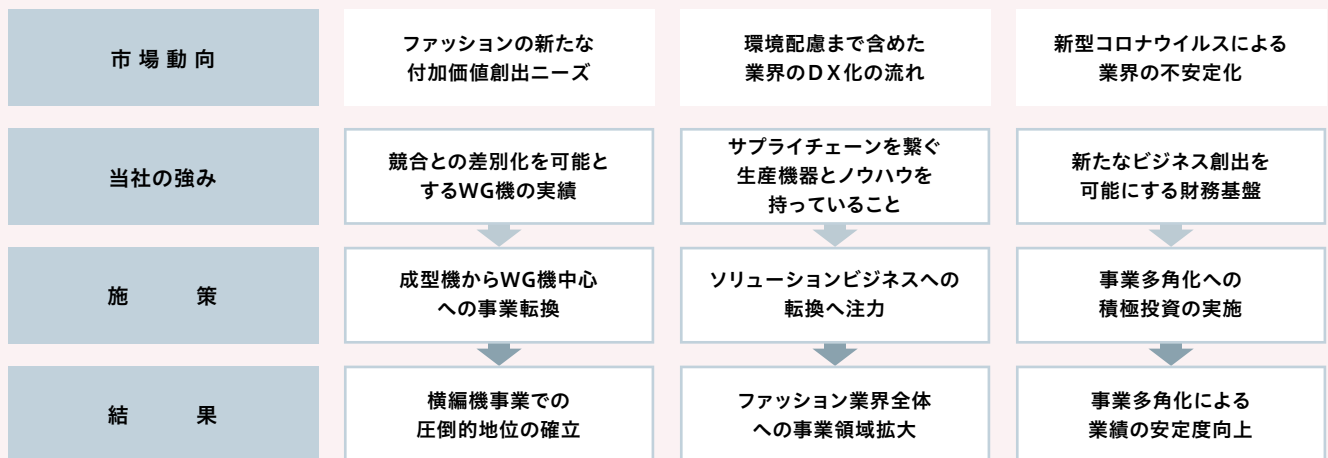 市場動向
ファッションの新たな
付加価値創出ニーズ
環境配慮まで含めた
業界のDX化の流れ
新型コロナウイルスによる
業界の不安定化
当社の強み
競合との差別化を可能と
するWG機の実績
サプライチェーンを繋ぐ
生産機器とノウハウを
持っていること
新たなビジネス創出を
可能にする財務基盤
施策
成型機からWG機中心
への事業転換
ソリューションビジネスへの
転換へ注力
事業多角化への
積極投資の実施
結果
横編機事業での
圧倒的地位の確立
ファッション業界全体
への事業領域拡大
事業多角化による
業績の安定度向上